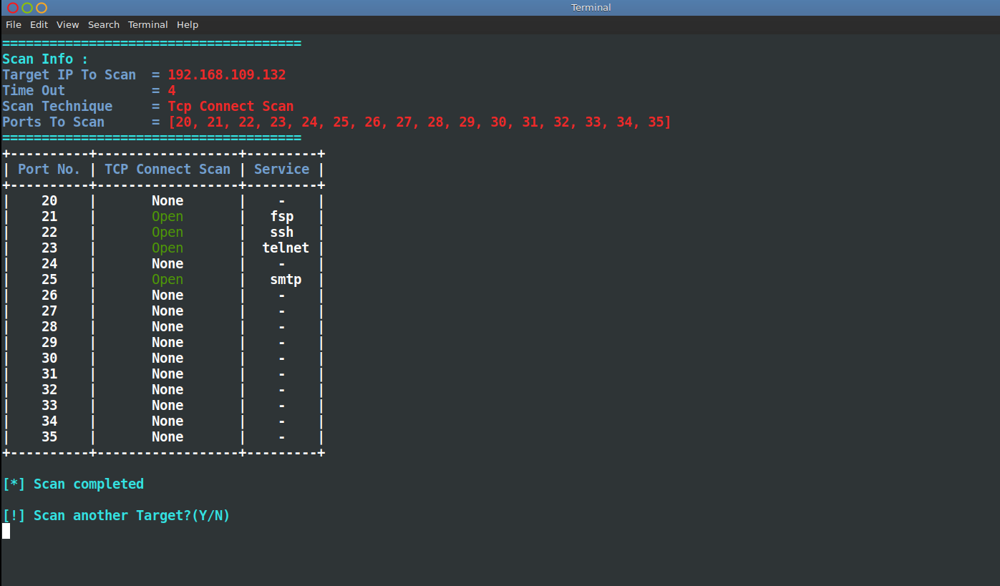 Terminal
File Edit View Search Terminal Help
======================================
Scan Info :
Target IP To Scan  = 192.168.109.132
Time Out           = 4
Scan Technique     = Tcp Connect Scan
Ports To Scan      = [20, 21, 22, 23, 24, 25, 26, 27, 28, 29, 30, 31, 32, 33, 34, 35]
======================================
+----------+------------------+---------+
| Port No. | TCP Connect Scan | Service |
+----------+------------------+---------+
|    20    |       None       |    -    |
|    21    |       Open       |   fsp   |
|    22    |       Open       |   ssh   |
|    23    |       Open       |  telnet |
|    24    |       None       |    -    |
|    25    |       Open       |   smtp  |
|    26    |       None       |    -    |
|    27    |       None       |    -    |
|    28    |       None       |    -    |
|    29    |       None       |    -    |
|    30    |       None       |    -    |
|    31    |       None       |    -    |
|    32    |       None       |    -    |
|    33    |       None       |    -    |
|    34    |       None       |    -    |
|    35    |       None       |    -    |
+----------+------------------+---------+
[*] Scan completed
[!] Scan another Target?(Y/N)